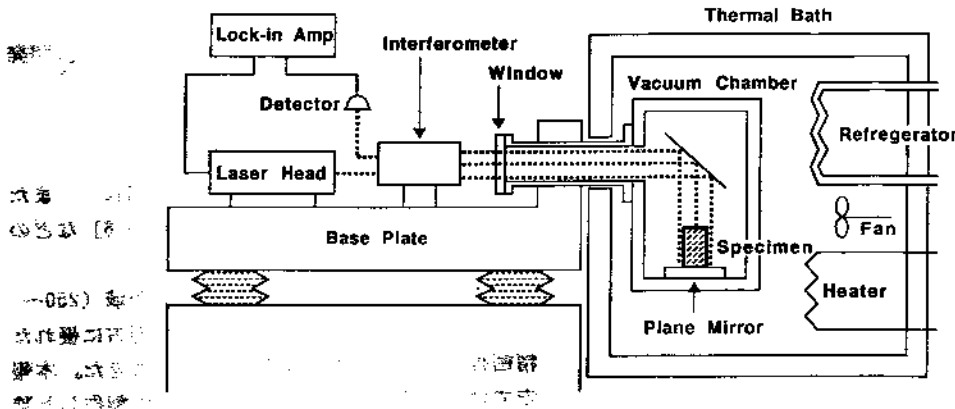 Thermal Bath
Lock-in Amp
Interferometer
Window
Vacuum Chamber
Detector
Refregerator
Laser Head
Fan
Base Plate
Specimen
Heater
Plane Mirror